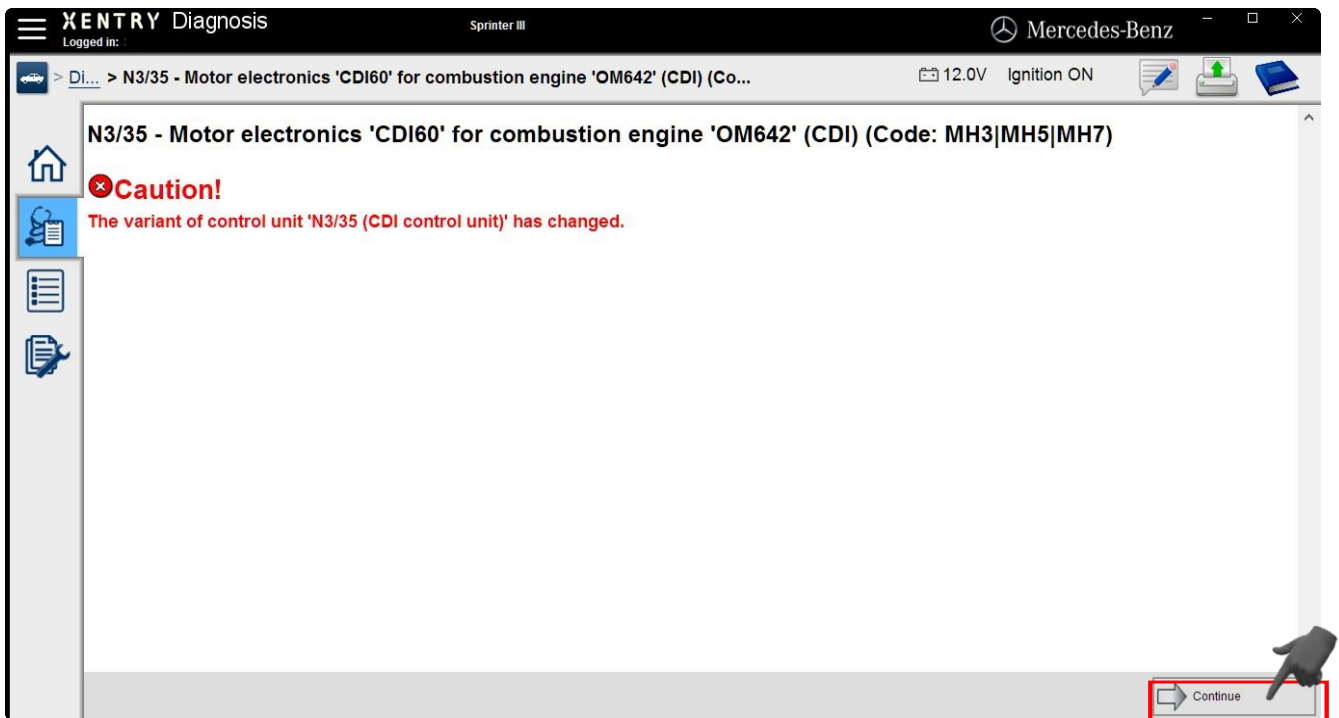 XENTRY Diagnosis
Logged in:
Sprinter III
Mercedes-Benz
> Di... > N3/35 - Motor electronics 'CDI60' for combustion engine 'OM642' (CDI) (Co...
12.0V Ignition ON
N3/35 - Motor electronics 'CDI60' for combustion engine 'OM642' (CDI) (Code: MH3|MH5|MH7)
Caution!
The variant of control unit 'N3/35 (CDI control unit)' has changed.
Continue